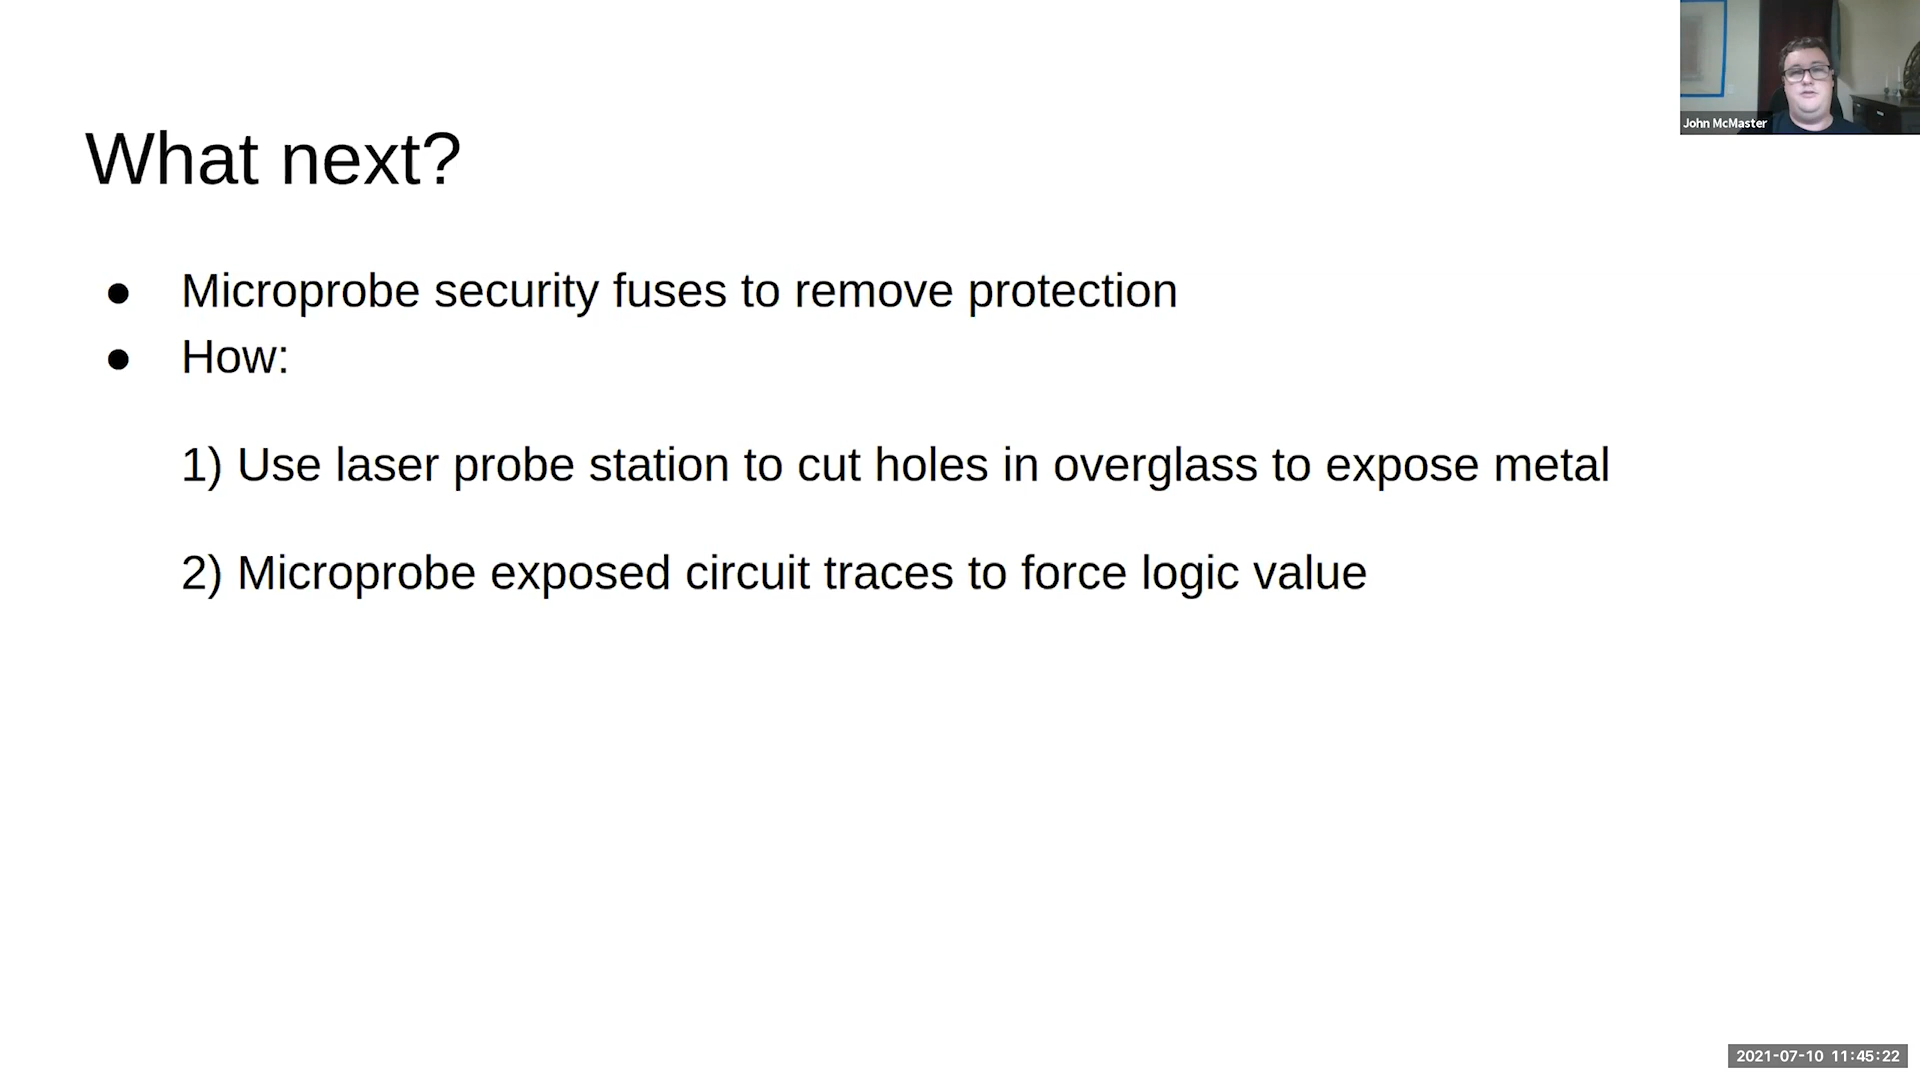 John McMaster
What next?
● Microprobe security fuses to remove protection
● How:
1) Use laser probe station to cut holes in overglass to expose metal
2) Microprobe exposed circuit traces to force logic value
2021-07-10 11:45:22